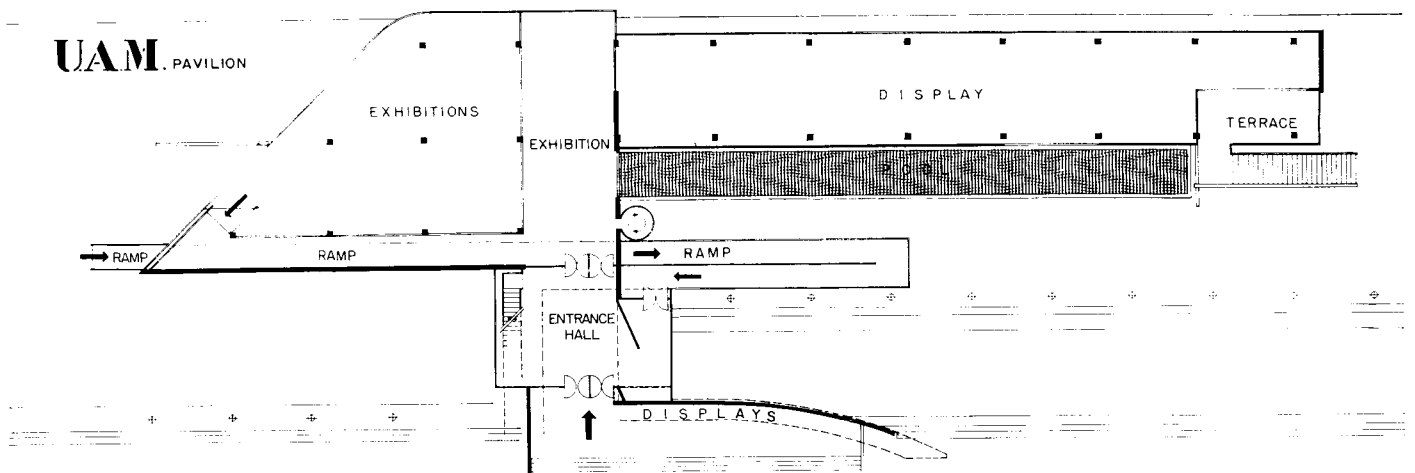 UAM. PAVILION
DISPLAY
EXHIBITIONS
TERRACE
EXHIBITION
POOL
RAMP
RAMP
RAMP
ENTRANCE
HALL
DISPLAYS